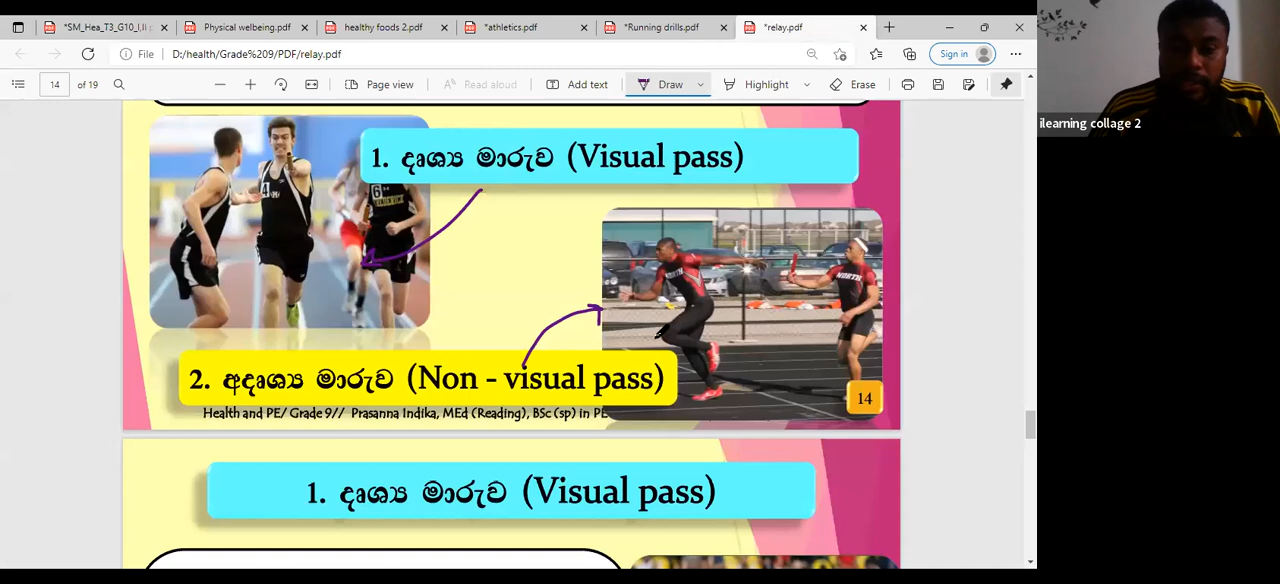 *SM_Hea_T3_G10_I,II p
Physical welbeing.pdf
healthy foods 2.pdf
*athletics.pdf
*Running drills.pdf
*relay.pdf
File
D:/health/Grade%209/PDF/relay.pdf
Sign in
14 of 19
Page view
Read aloud
Add text
Draw
Highlight
Erase
ilearning collage 2
1. දෘශ්‍ය මාරුව (Visual pass)
NORTH
NORTH
2. අදෘශ්‍ය මාරුව (Non - visual pass)
Health and PE/ Grade 9// Prasanna Indika, MEd (Reading), BSc (sp) in PE
14
1. දෘශ්‍ය මාරුව (Visual pass)